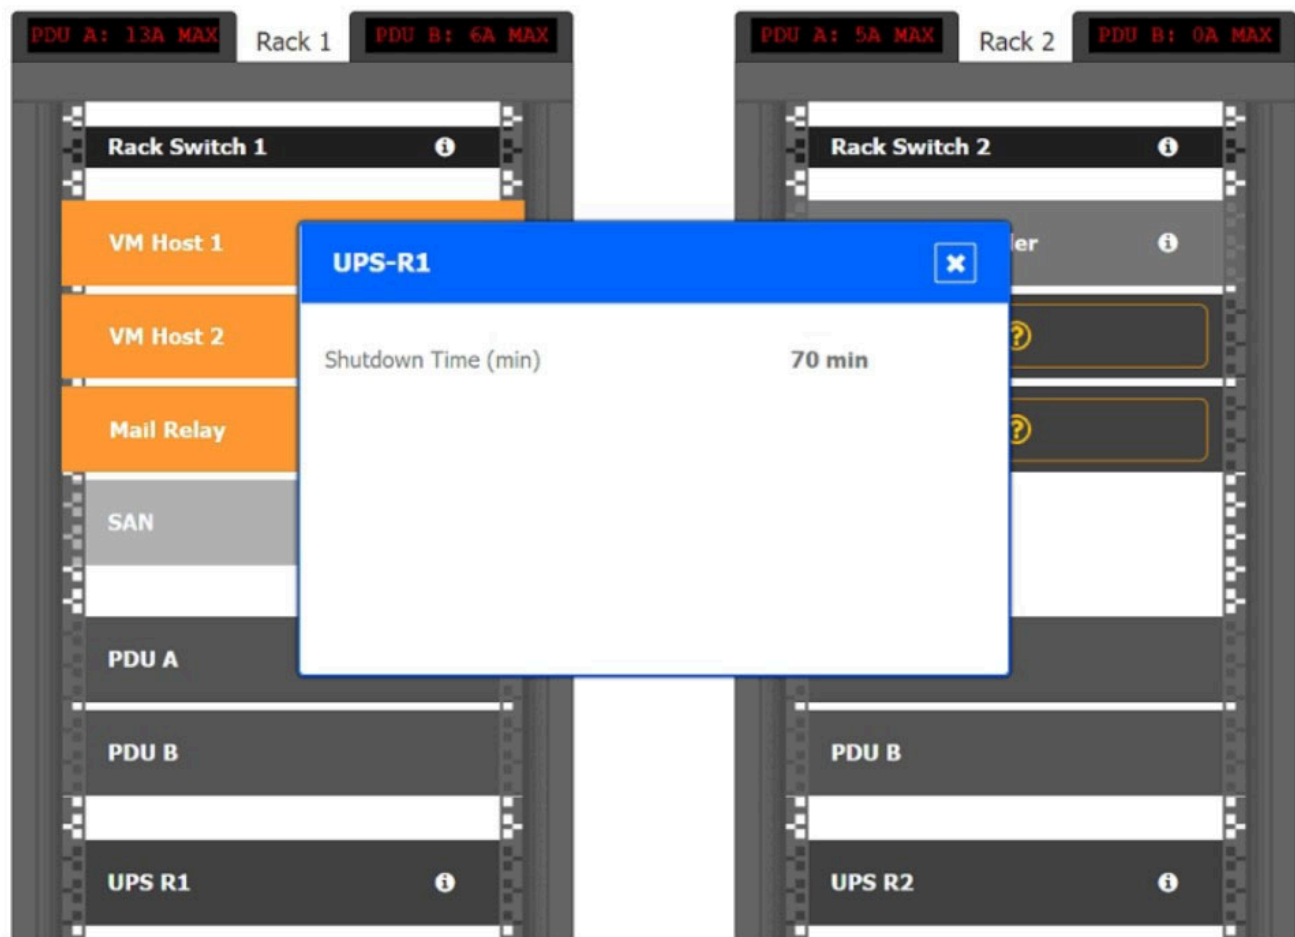 PDU A: 13A MAX
Rack 1
PDU B: 6A MAX
PDU A: 5A MAX
Rack 2
PDU B: 0A MAX
Rack Switch 1
Rack Switch 2
VM Host 1
ler
UPS-R1
VM Host 2
?
Shutdown Time (min) 70 min
Mail Relay
?
SAN
PDU A
PDU B
PDU B
UPS R1
UPS R2